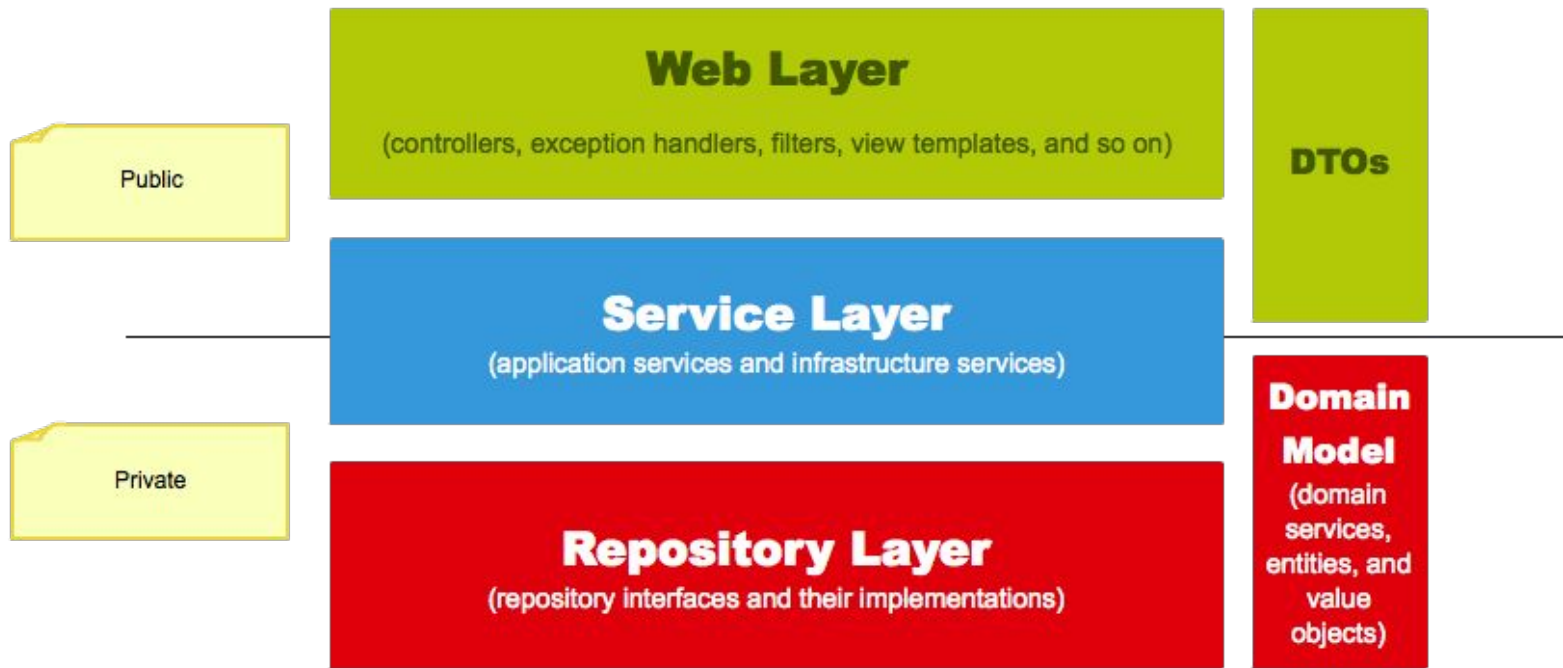 Web Layer
(controllers, exception handlers, filters, view templates, and so on)
DTOs
Public
Service Layer
(application services and infrastructure services)
Domain
Model
(domain
services,
entities, and
value
objects)
Private
Repository Layer
(repository interfaces and their implementations)